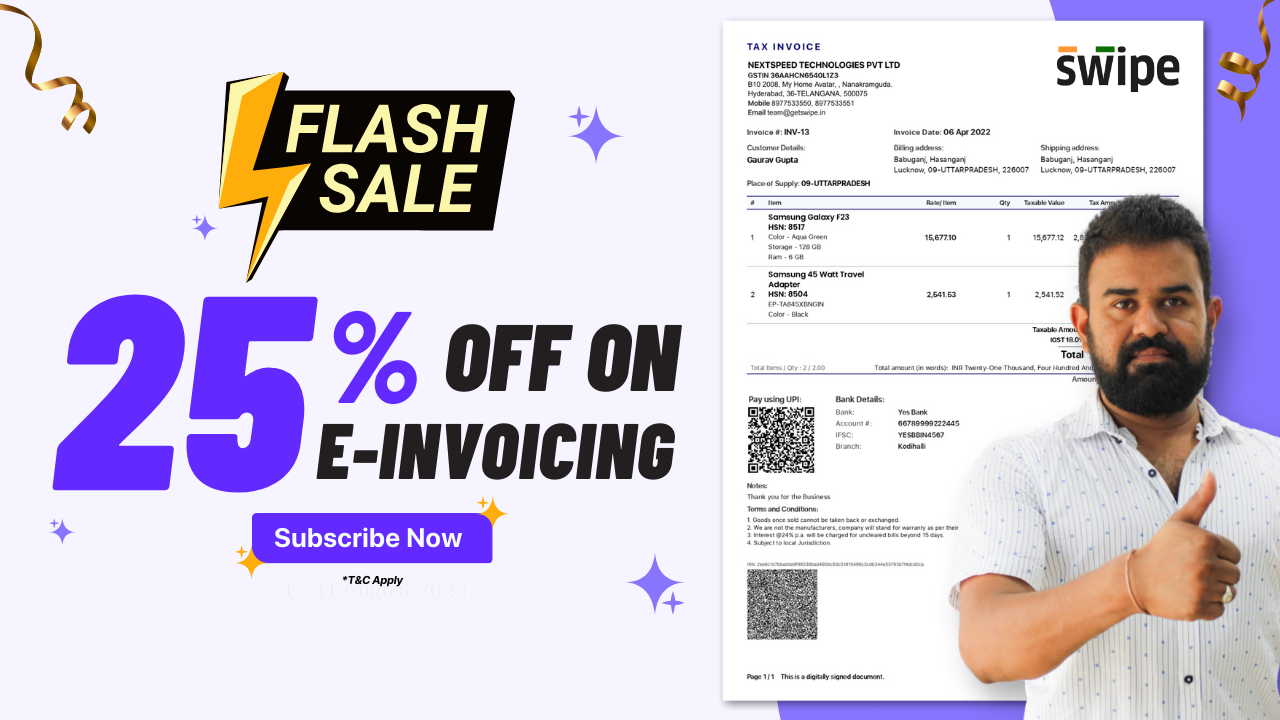 FLASH
SALE
25% OFF ON
E-INVOICING
Subscribe Now
*T&C Apply
TAX INVOICE
swipe
NEXTSPEED TECHNOLOGIES PVT LTD
GSTIN 36AAHCN6540L1Z3
B10 2008, My Home Avatar, , Nanakramguda.
Hyderabad, 36-TELANGANA, 500075
Mobile 8977533550, 8977533551
Email team@getswipe.in
Invoice #: INV-13 Invoice Date: 06 Apr 2022
Customer Details: Billing address: Shipping address:
Gaurav Gupta Babuganj, Hasanganj Babuganj, Hasanganj
Lucknow, 09-UTTARPRADESH, 226007 Lucknow, 09-UTTARPRADESH, 226007
Place of Supply: 09-UTTARPRADESH
# Item Rate/ Item Qty Taxable Value Tax
Samsung Galaxy F23
HSN: 8517
1 Color - Aqua Green 15,677.10 1 15,677.12
Storage - 128 GB
Ram - 6 GB
Samsung 45 Watt Travel
Adapter
2 HSN: 8504 2,541.53 1 2,541.52
EP-TA845XBNGIN
Color - Black
Taxable
IGST
Total
Total Items / Qty : 2 / 2.00 Total amount (in words): INR Twenty-One Thousand, Four Hundred
Pay using UPI: Bank Details:
Bank: Yes Bank
Account #: 66789999222445
IFSC: YESBBIN4567
Branch: Kodihalli
Notes:
Thank you for the Business
Terms and Conditions:
1. Goods once sold cannot be taken back or exchanged.
2. We are not the manufacturers, company will stand for warranty as per their
3. Interest @24% p.a. will be charged for uncleared bills beyond 15 days.
4. Subject to local Jurisdiction.
IRN:
Page 1 / 1 This is a digitally signed document.